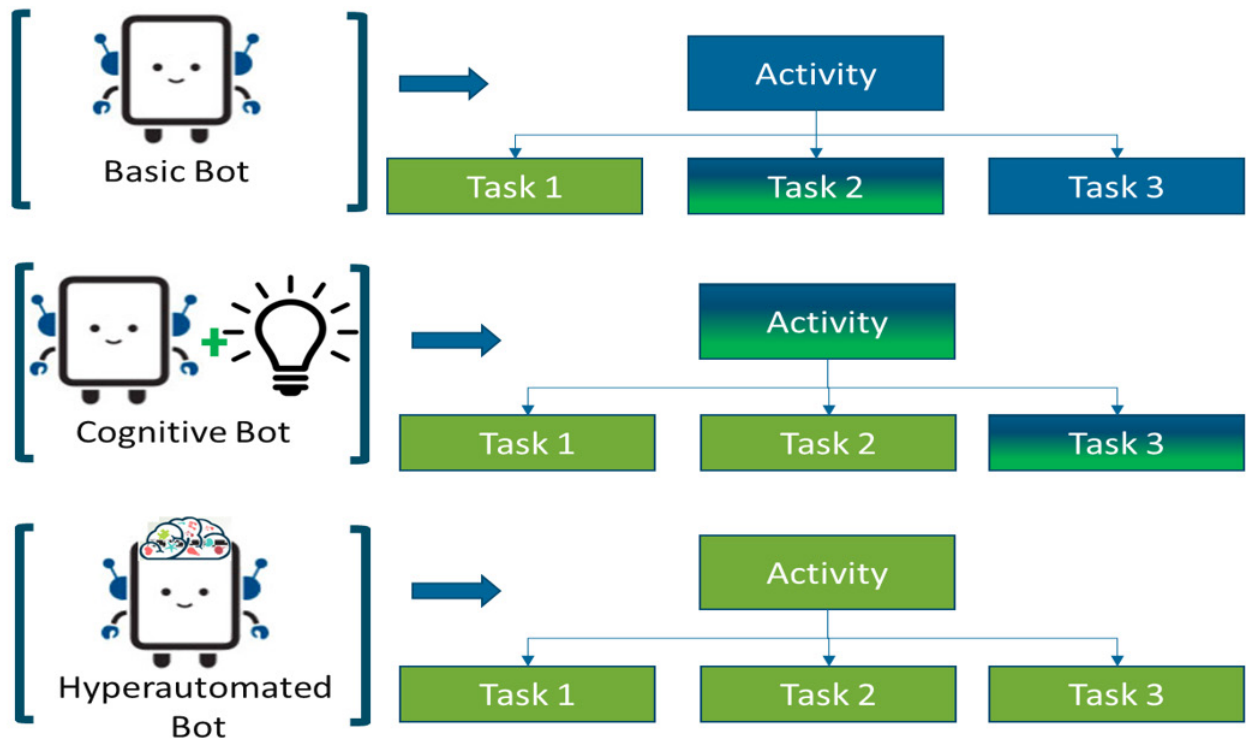 Activity
Basic Bot
Task 1
Task 2
Task 3
Activity
Cognitive Bot
Task 1
Task 2
Task 3
Activity
Hyperautomated
Bot
Task 1
Task 2
Task 3